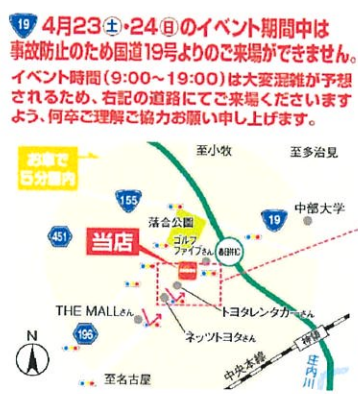 19 4月23土・24日のイベント期間中は
事故防止のため国道19号よりのご来場ができません。
イベント時間(9:00~19:00)は大変混雑が予想
されるため、右記の道路にてご来場くださいます
よう、何卒ご理解ご協力お願い申し上げます。
お車で
5分圏内
至小牧
至多治見
155
落合公園
19
中部大学
451
ゴルフ
ファイブさん
春日井IC
当店
THE MALLさん
トヨタレンタカーさん
ネッツトヨタさん
N
196
至名古屋
中央本線
神領
庄内川